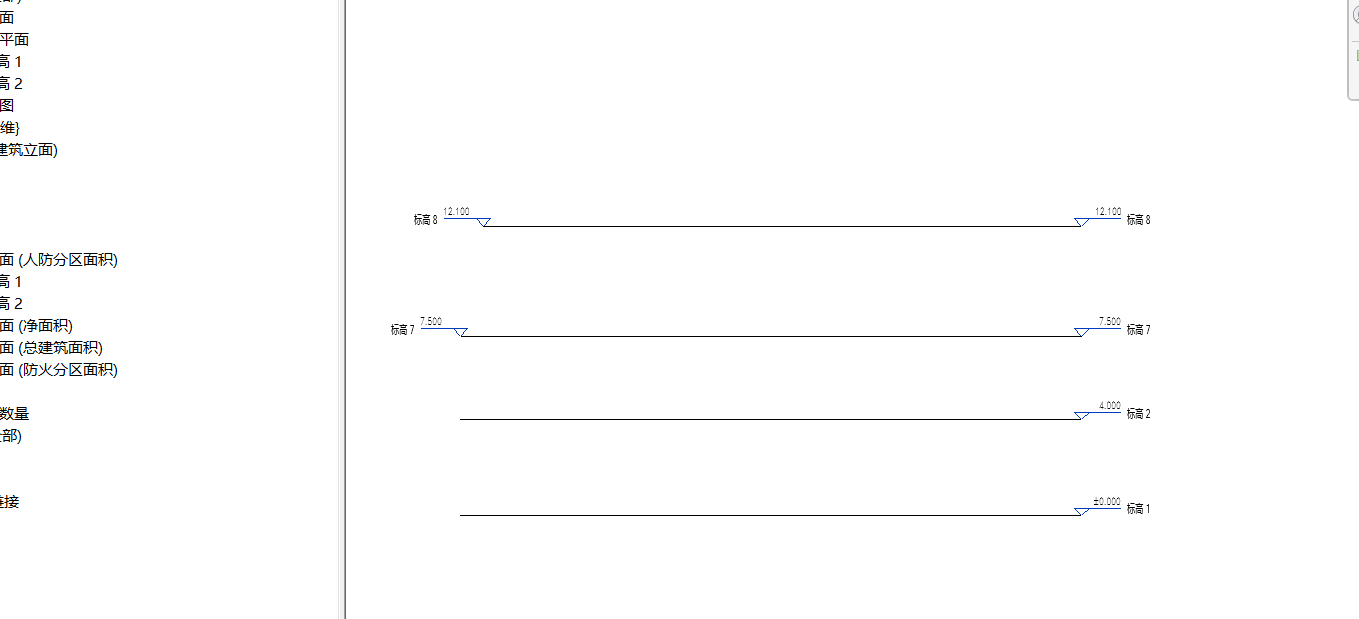 面
平面
高 1
高 2
图
维}
建筑立面)
面 (人防分区面积)
高 1
高 2
面 (净面积)
面 (总建筑面积)
面 (防火分区面积)
数量
全部)
链接
标高 8 12.100 12.100 标高 8
标高 7 7.500 7.500 标高 7
4.000 标高 2
±0.000 标高 1